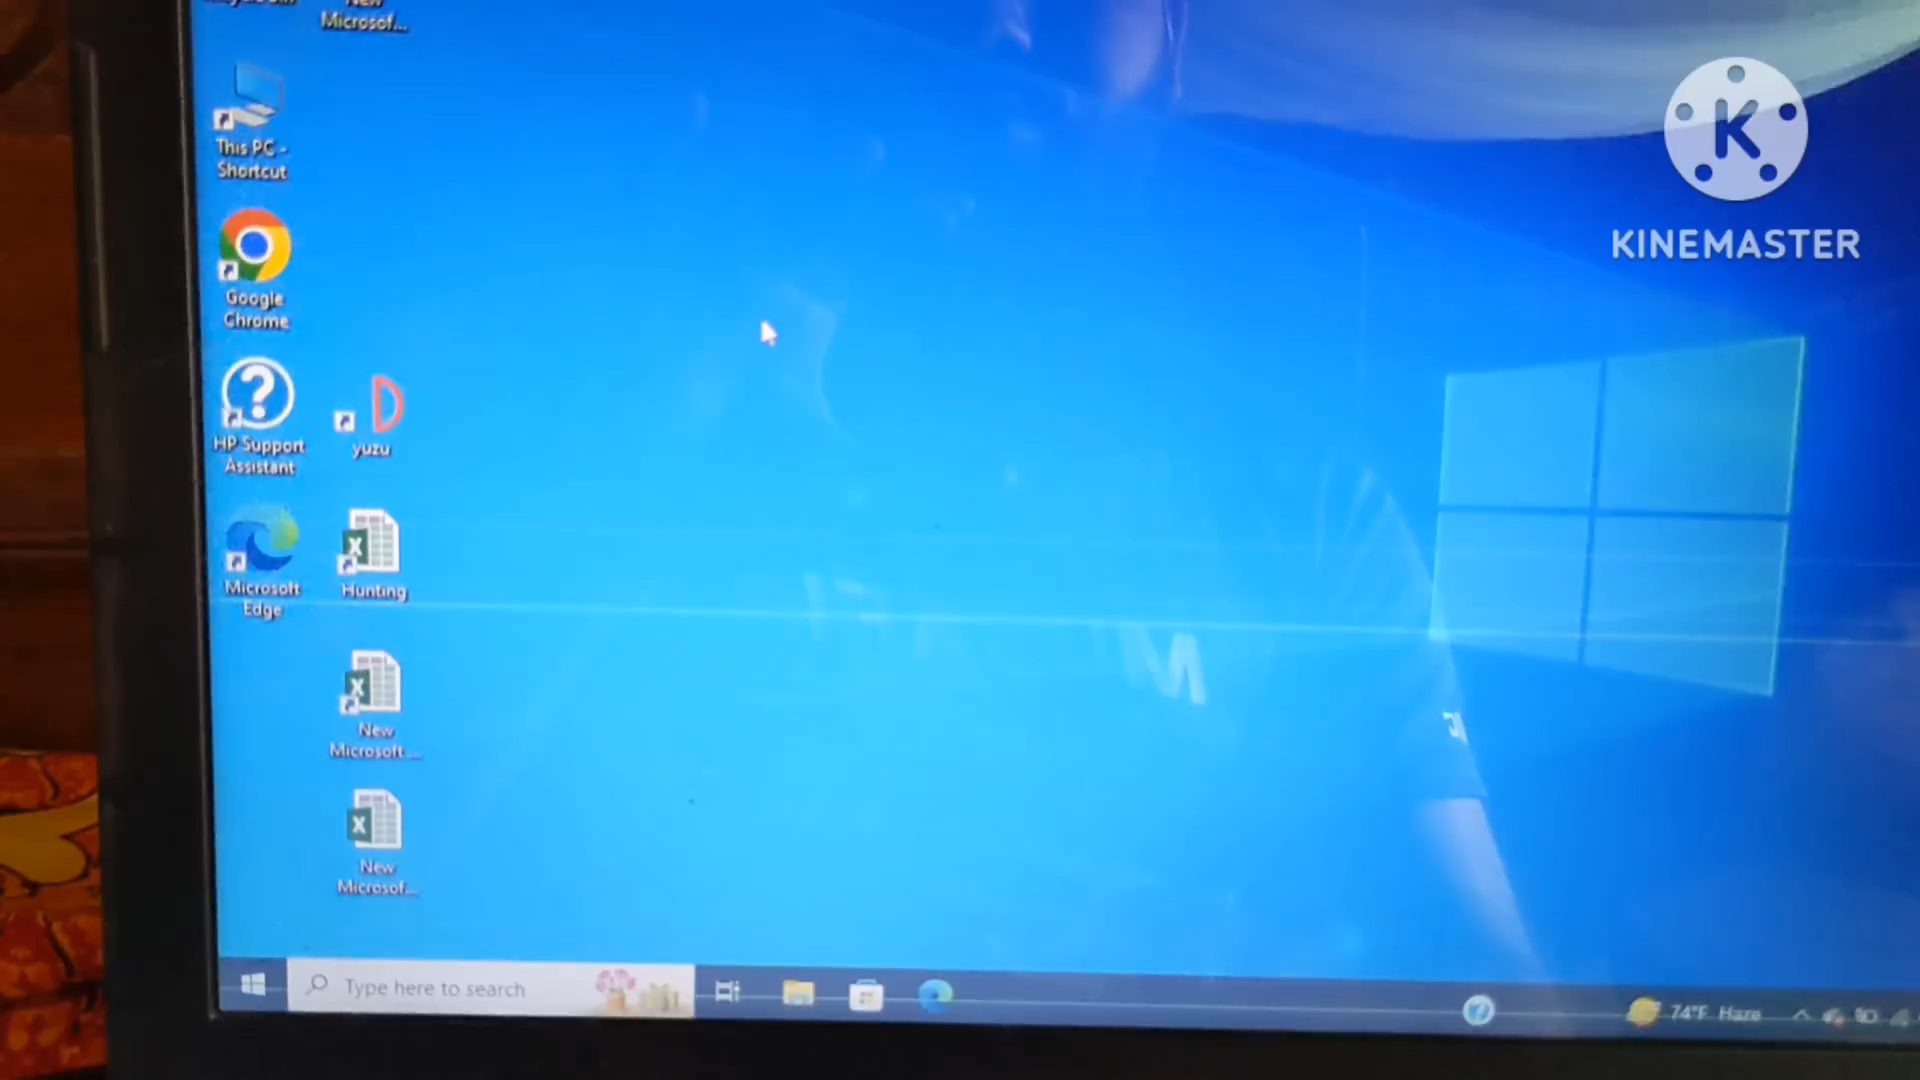 New
Microsof...
This PC -
Shortcut
Google
Chrome
HP Support
Assistant
yuzu
Microsoft
Edge
Hunting
New
Microsoft ...
New
Microsof...
Type here to search
74°F Haze
K
KINEMASTER